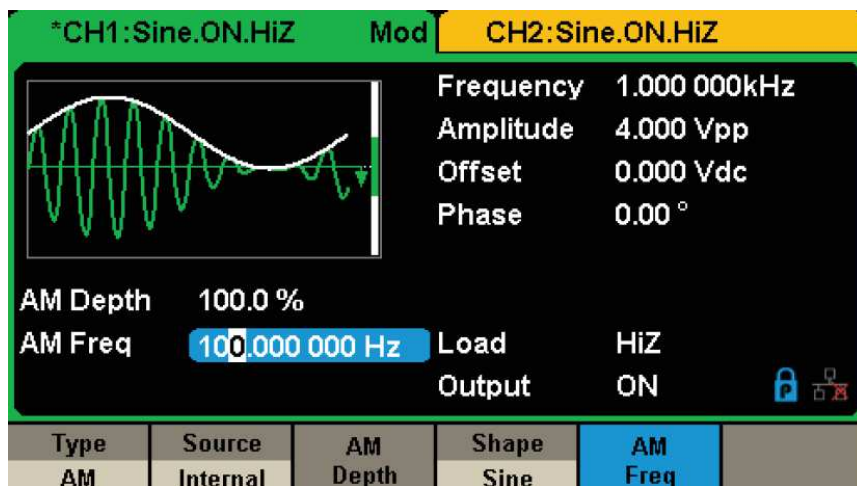 *CH1:Sine.ON.HiZ Mod CH2:Sine.ON.HiZ
Frequency 1.000 000kHz
Amplitude 4.000 Vpp
Offset 0.000 Vdc
Phase 0.00 °
AM Depth 100.0 %
AM Freq 100.000 000 Hz Load HiZ
Output ON
P
Type Source AM Shape AM
AM Internal Depth Sine Freq